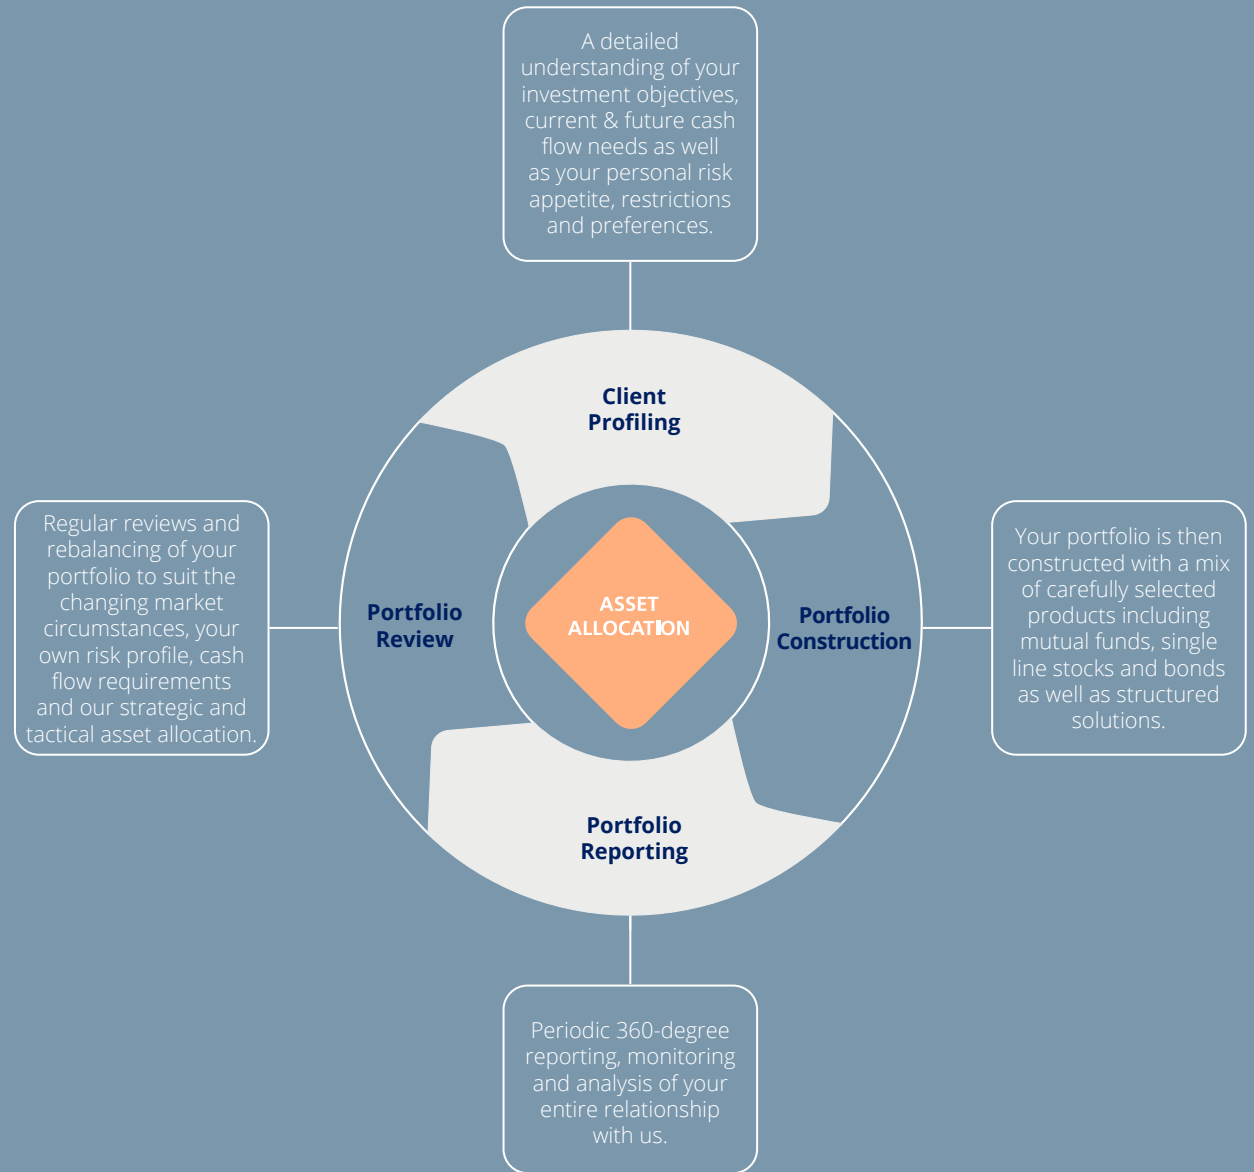 A detailed
understanding of your
investment objectives,
current & future cash
flow needs as well
as your personal risk
appetite, restrictions
and preferences.
Client
Profiling
Regular reviews and
rebalancing of your
portfolio to suit the
changing market
circumstances, your
own risk profile, cash
flow requirements
and our strategic and
tactical asset allocation.
Portfolio
Review
ASSET
ALLOCATION
Portfolio
Construction
Your portfolio is then
constructed with a mix
of carefully selected
products including
mutual funds, single
line stocks and bonds
as well as structured
solutions.
Portfolio
Reporting
Periodic 360-degree
reporting, monitoring
and analysis of your
entire relationship
with us.